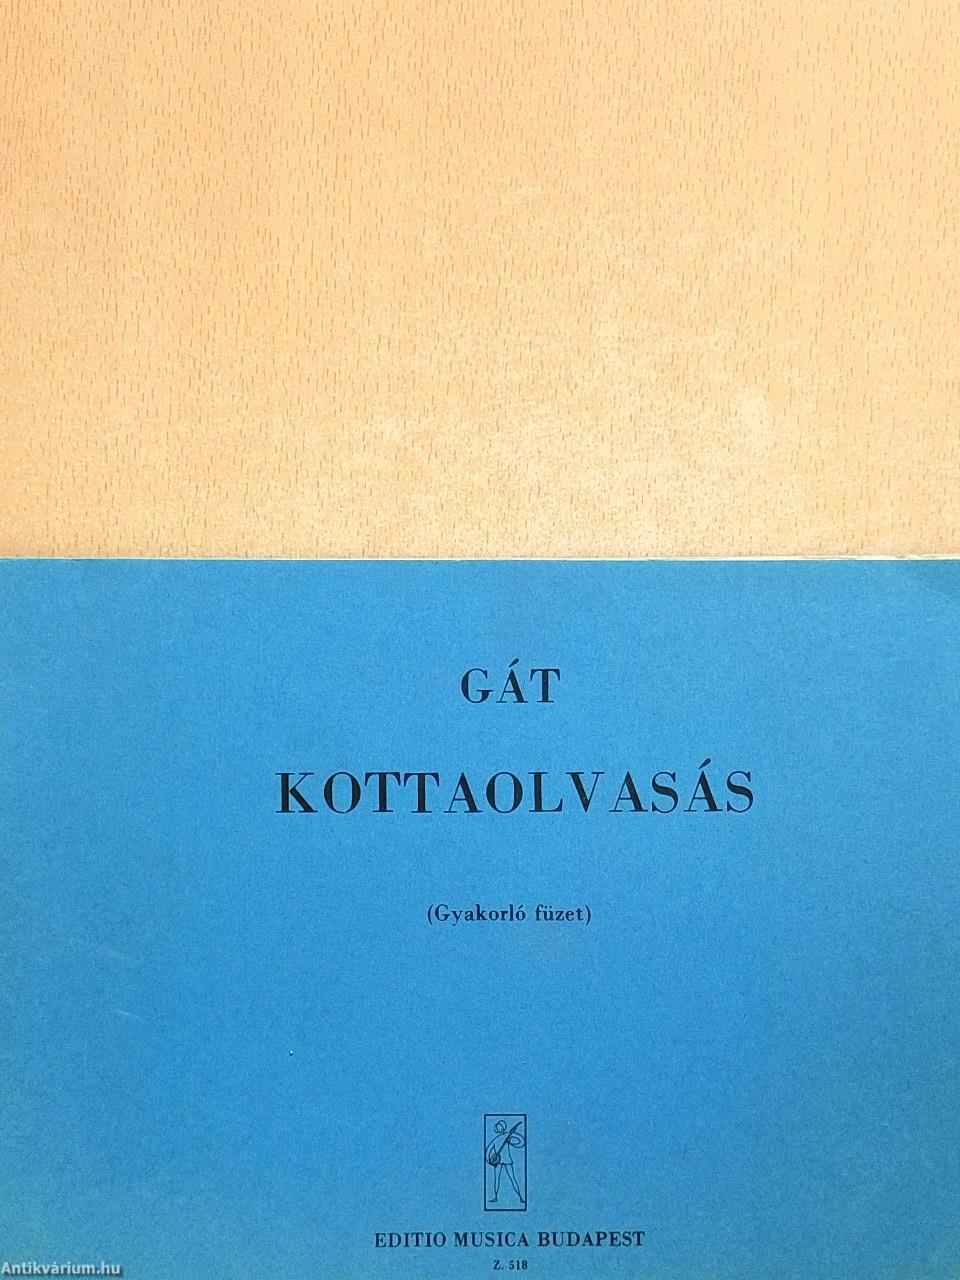 GÁT
KOTTAOLVASÁS
(Gyakorló füzet)
EDITIO MUSICA BUDAPEST
Z. 518
Antikvárium.hu